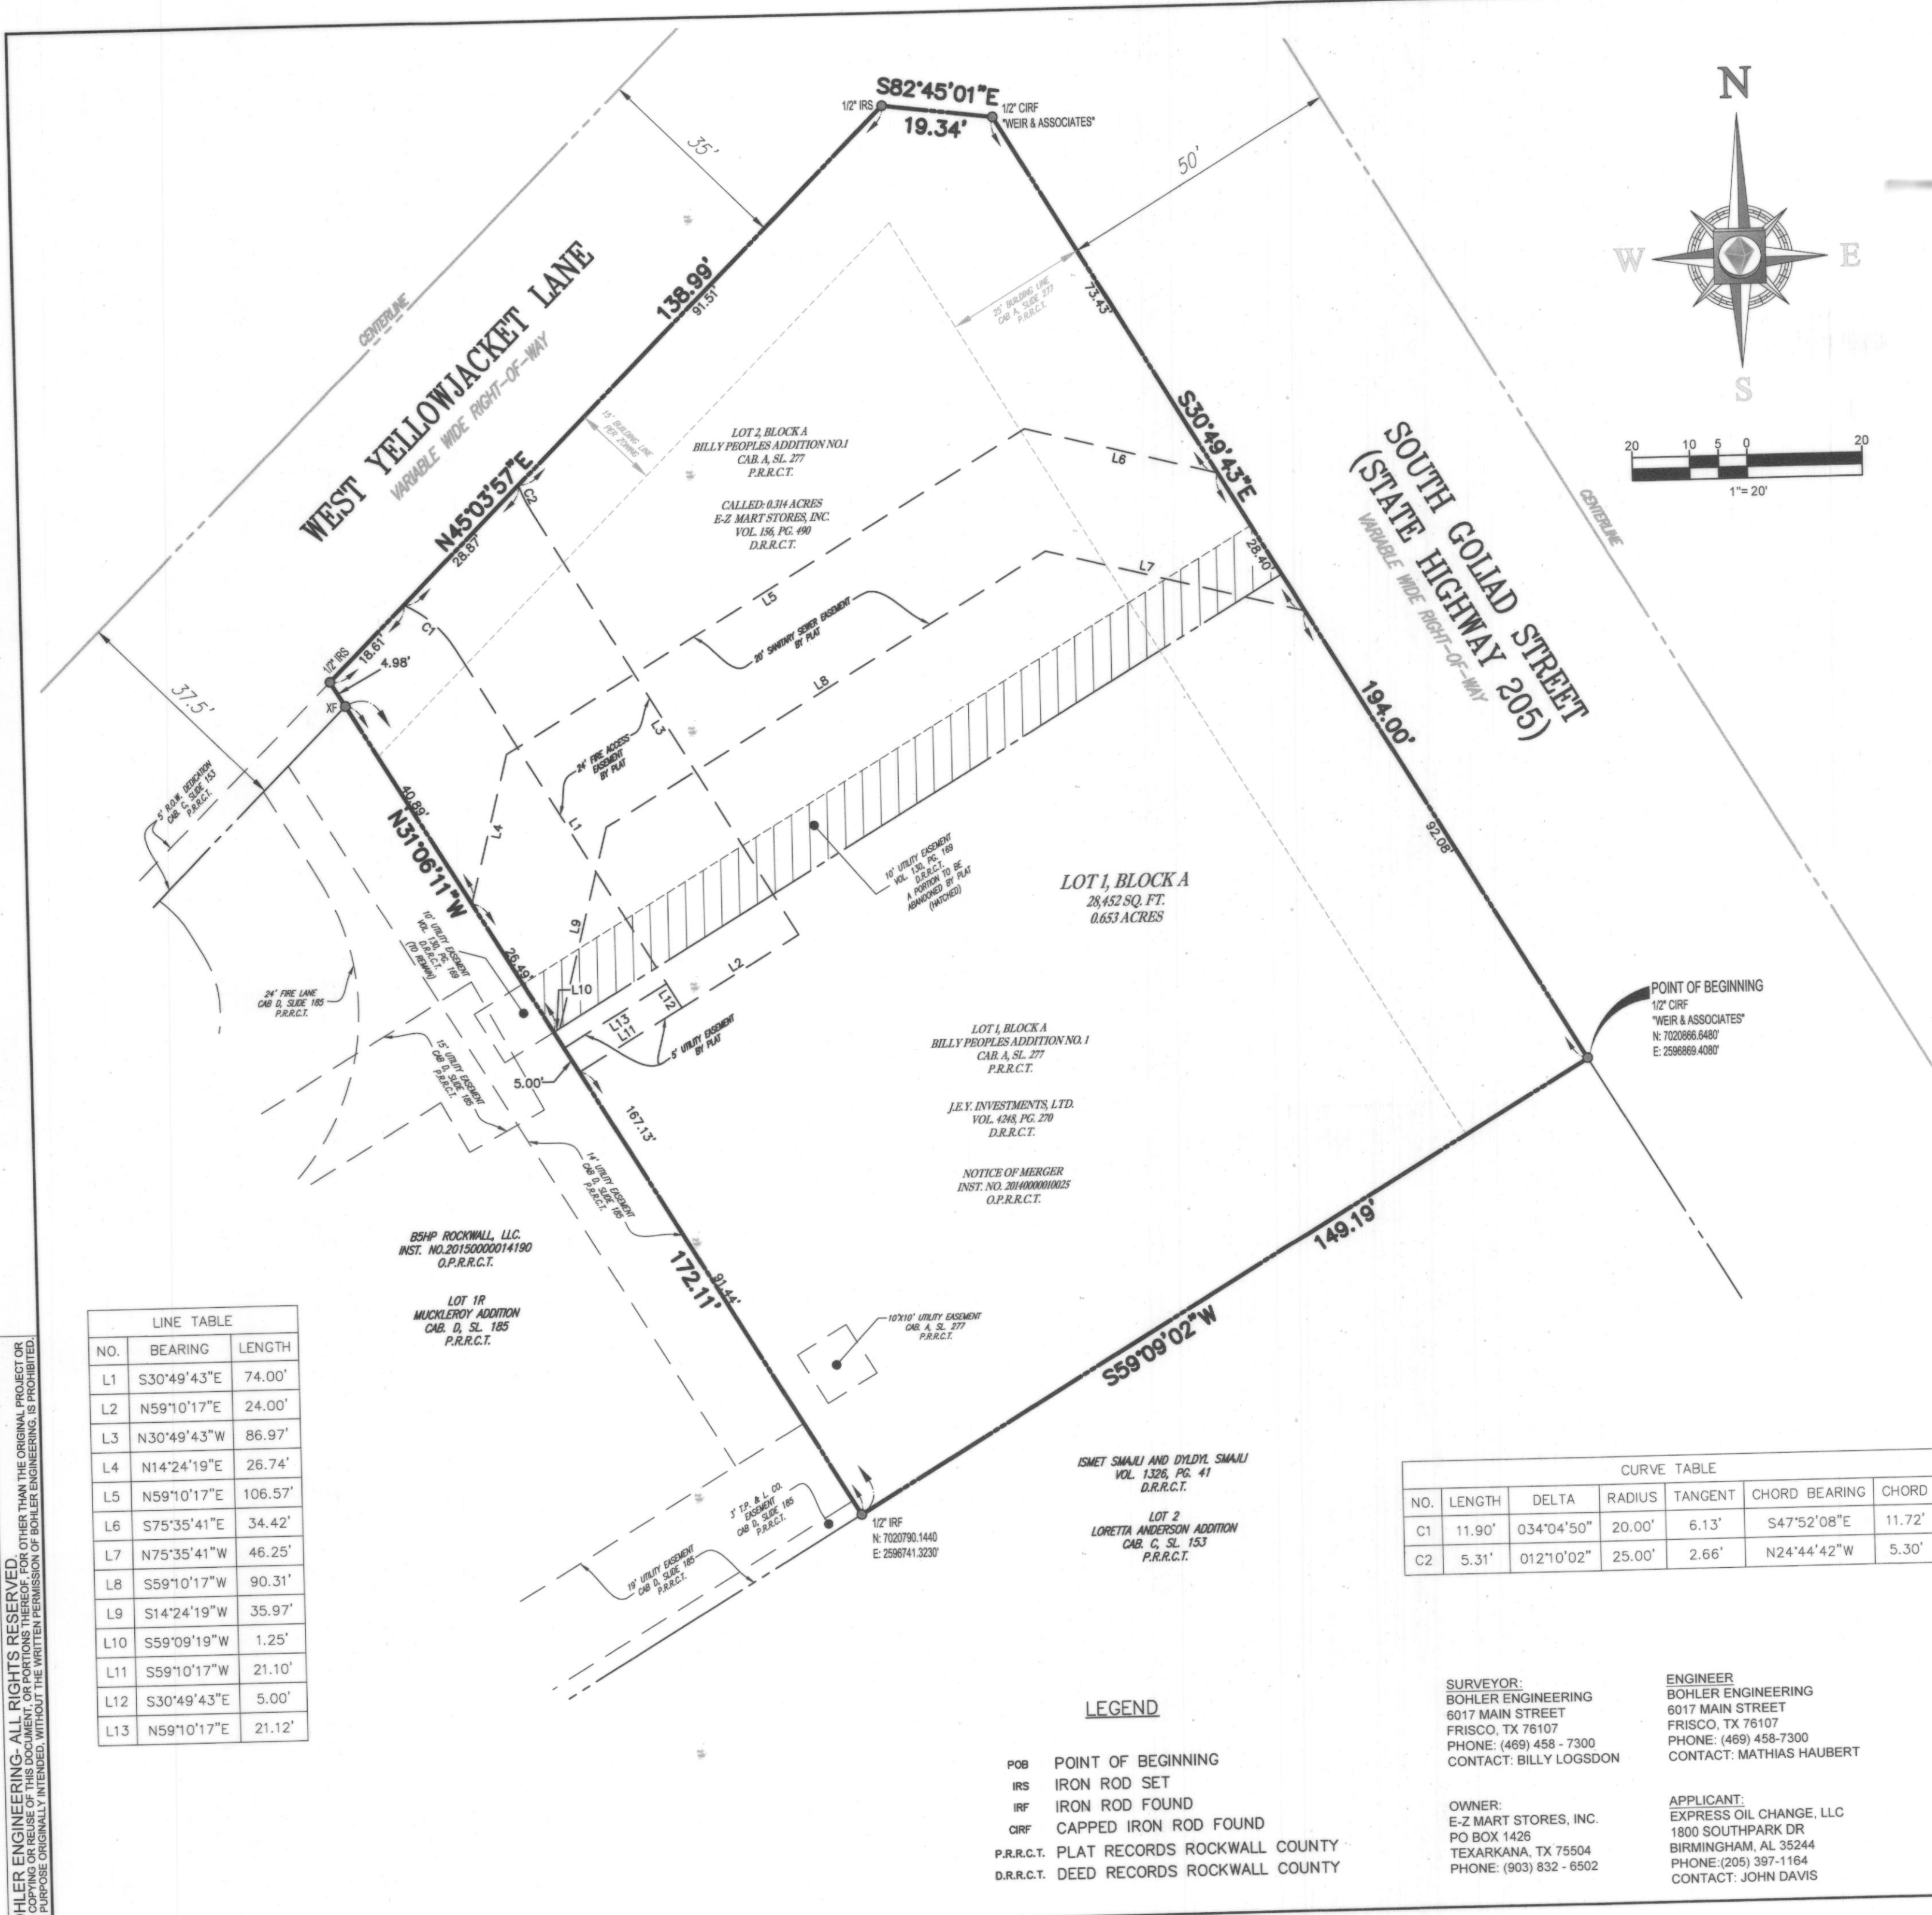 S82°45'01"E
19.34'
1/2" IRS
1/2" CIRF
"WEIR & ASSOCIATES"
35'
50'
N
W
E
S
20 10 5 0 20
1"= 20'
CENTERLINE
WEST YELLOWJACKET LANE
VARIABLE WIDE RIGHT-OF-WAY
138.99'
91.51'
N45°03'57"E
28.87'
18.61'
4.98'
1/2" IRS
XF
37.5'
15' BUILDING LINE
PER ZONING
25' BUILDING LINE
CAB A, SLIDE 277
P.R.R.C.T.
73.43'
S30°49'43"E
28.40'
194.00'
92.08'
SOUTH GOLIAD STREET
(STATE HIGHWAY 205)
VARIABLE WIDE RIGHT-OF-WAY
CENTERLINE
LOT 2, BLOCK A
BILLY PEOPLES ADDITION NO.1
CAB. A, SL. 277
P.R.R.C.T.
CALLED: 0.314 ACRES
E-Z MART STORES, INC.
VOL. 156, PG. 490
D.R.R.C.T.
C2
C1
L6
L7
L5
20' SANITARY SEWER EASEMENT
BY PLAT
L8
L3
24' FIRE ACCESS
EASEMENT
BY PLAT
L4
L1
5' R.O.W. DEDICATION
CAB. C, SLIDE 153
P.R.R.C.T.
40.89'
N31°06'11"W
26.49'
10' UTILITY EASEMENT
VOL. 130, PG. 169
D.R.R.C.T.
(TO REMAIN)
10' UTILITY EASEMENT
VOL. 130, PG. 169
D.R.R.C.T.
A PORTION TO BE
ABANDONED BY PLAT
(HATCHED)
LOT 1, BLOCK A
28,452 SQ. FT.
0.653 ACRES
L9
L2
L10
L12
L13
L11
5' UTILITY EASEMENT
BY PLAT
5.00'
24' FIRE LANE
CAB D, SLIDE 185
P.R.R.C.T.
15' UTILITY EASEMENT
CAB D, SLIDE 185
P.R.R.C.T.
14' UTILITY EASEMENT
CAB D, SLIDE 185
P.R.R.C.T.
167.13'
POINT OF BEGINNING
1/2" CIRF
"WEIR & ASSOCIATES"
N: 7020866.6480'
E: 2596869.4080'
LOT 1, BLOCK A
BILLY PEOPLES ADDITION NO. 1
CAB. A, SL. 277
P.R.R.C.T.
J.E.Y. INVESTMENTS, LTD.
VOL. 4248, PG. 270
D.R.R.C.T.
NOTICE OF MERGER
INST. NO. 20140000010025
O.P.R.R.C.T.
149.19'
S59°09'02"W
B5HP ROCKWALL, LLC.
INST. NO.20150000014190
O.P.R.R.C.T.
LOT 1R
MUCKLEROY ADDITION
CAB. D, SL. 185
P.R.R.C.T.
172.11'
91.44'
10'X10' UTILITY EASEMENT
CAB. A, SL. 277
P.R.R.C.T.
3' T.P. & L. CO.
EASEMENT
CAB D, SLIDE 185
P.R.R.C.T.
19' UTILITY EASEMENT
CAB D, SLIDE 185
P.R.R.C.T.
1/2" IRF
N: 7020790.1440
E: 2596741.3230'
ISMET SMAJLI AND DYLDYL SMAJLI
VOL. 1326, PG. 41
D.R.R.C.T.
LOT 2
LORETTA ANDERSON ADDITION
CAB. C, SL. 153
P.R.R.C.T.
LINE TABLE
NO. BEARING LENGTH
L1 S30°49'43"E 74.00'
L2 N59°10'17"E 24.00'
L3 N30°49'43"W 86.97'
L4 N14°24'19"E 26.74'
L5 N59°10'17"E 106.57'
L6 S75°35'41"E 34.42'
L7 N75°35'41"W 46.25'
L8 S59°10'17"W 90.31'
L9 S14°24'19"W 35.97'
L10 S59°09'19"W 1.25'
L11 S59°10'17"W 21.10'
L12 S30°49'43"E 5.00'
L13 N59°10'17"E 21.12'
CURVE TABLE
NO. LENGTH DELTA RADIUS TANGENT CHORD BEARING CHORD
C1 11.90' 034°04'50" 20.00' 6.13' S47°52'08"E 11.72'
C2 5.31' 012°10'02" 25.00' 2.66' N24°44'42"W 5.30'
LEGEND
POB POINT OF BEGINNING
IRS IRON ROD SET
IRF IRON ROD FOUND
CIRF CAPPED IRON ROD FOUND
P.R.R.C.T. PLAT RECORDS ROCKWALL COUNTY
D.R.R.C.T. DEED RECORDS ROCKWALL COUNTY
SURVEYOR:
BOHLER ENGINEERING
6017 MAIN STREET
FRISCO, TX 76107
PHONE: (469) 458 - 7300
CONTACT: BILLY LOGSDON
ENGINEER
BOHLER ENGINEERING
6017 MAIN STREET
FRISCO, TX 76107
PHONE: (469) 458-7300
CONTACT: MATHIAS HAUBERT
OWNER:
E-Z MART STORES, INC.
PO BOX 1426
TEXARKANA, TX 75504
PHONE: (903) 832 - 6502
APPLICANT:
EXPRESS OIL CHANGE, LLC
1800 SOUTHPARK DR
BIRMINGHAM, AL 35244
PHONE:(205) 397-1164
CONTACT: JOHN DAVIS
HLER ENGINEERING- ALL RIGHTS RESERVED.
COPYING OR REUSE OF THIS DOCUMENT, OR PORTIONS THEREOF, FOR OTHER THAN THE ORIGINAL PROJECT OR
PURPOSE ORIGINALLY INTENDED, WITHOUT THE WRITTEN PERMISSION OF BOHLER ENGINEERING, IS PROHIBITED.